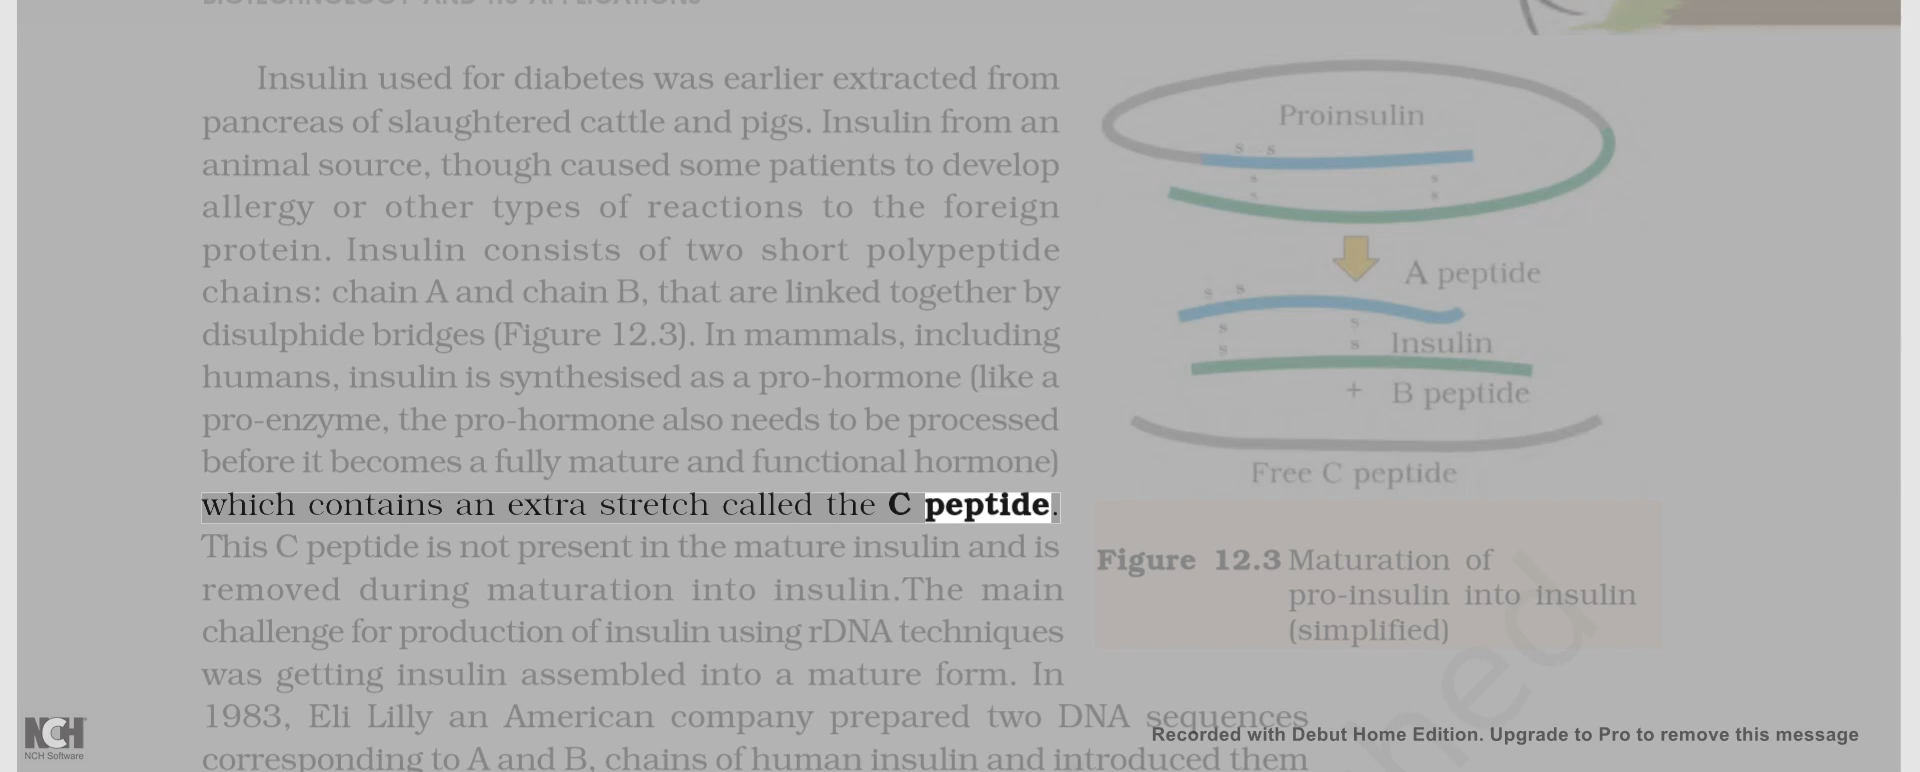 Insulin used for diabetes was earlier extracted from
pancreas of slaughtered cattle and pigs. Insulin from an
animal source, though caused some patients to develop
allergy or other types of reactions to the foreign
protein. Insulin consists of two short polypeptide
chains: chain A and chain B, that are linked together by
disulphide bridges (Figure 12.3). In mammals, including
humans, insulin is synthesised as a pro-hormone (like a
pro-enzyme, the pro-hormone also needs to be processed
before it becomes a fully mature and functional hormone)
which contains an extra stretch called the C peptide.
This C peptide is not present in the mature insulin and is
removed during maturation into insulin.The main
challenge for production of insulin using rDNA techniques
was getting insulin assembled into a mature form. In
1983, Eli Lilly an American company prepared two DNA sequences
corresponding to A and B, chains of human insulin and introduced them
Proinsulin
s s
s s
s s
A peptide
s s
s s
s s
Insulin
+ B peptide
Free C peptide
Figure 12.3 Maturation of
pro-insulin into insulin
(simplified)
NCH
NCH Software
Recorded with Debut Home Edition. Upgrade to Pro to remove this message